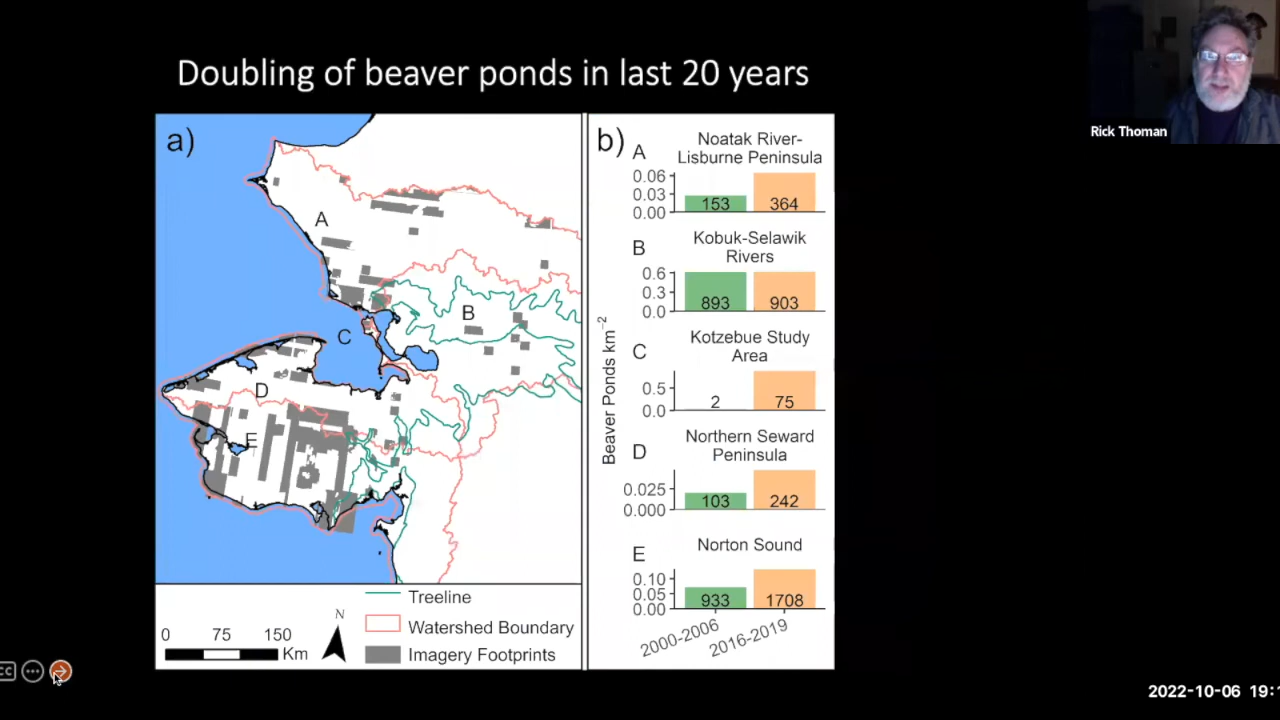 Doubling of beaver ponds in last 20 years
Rick Thoman
a)
A
B
C
D
E
Treeline
Watershed Boundary
Imagery Footprints
N
0 75 150
Km
b)
Beaver Ponds km⁻²
A
Noatak River-
Lisburne Peninsula
0.06
0.03
0.00
153 364
B
Kobuk-Selawik
Rivers
0.6
0.3
0.0
893 903
C
Kotzebue Study
Area
0.5
0.0
2 75
D
Northern Seward
Peninsula
0.025
0.000
103 242
E
Norton Sound
0.10
0.05
0.00
933 1708
2000-2006
2016-2019
CC
2022-10-06 19: